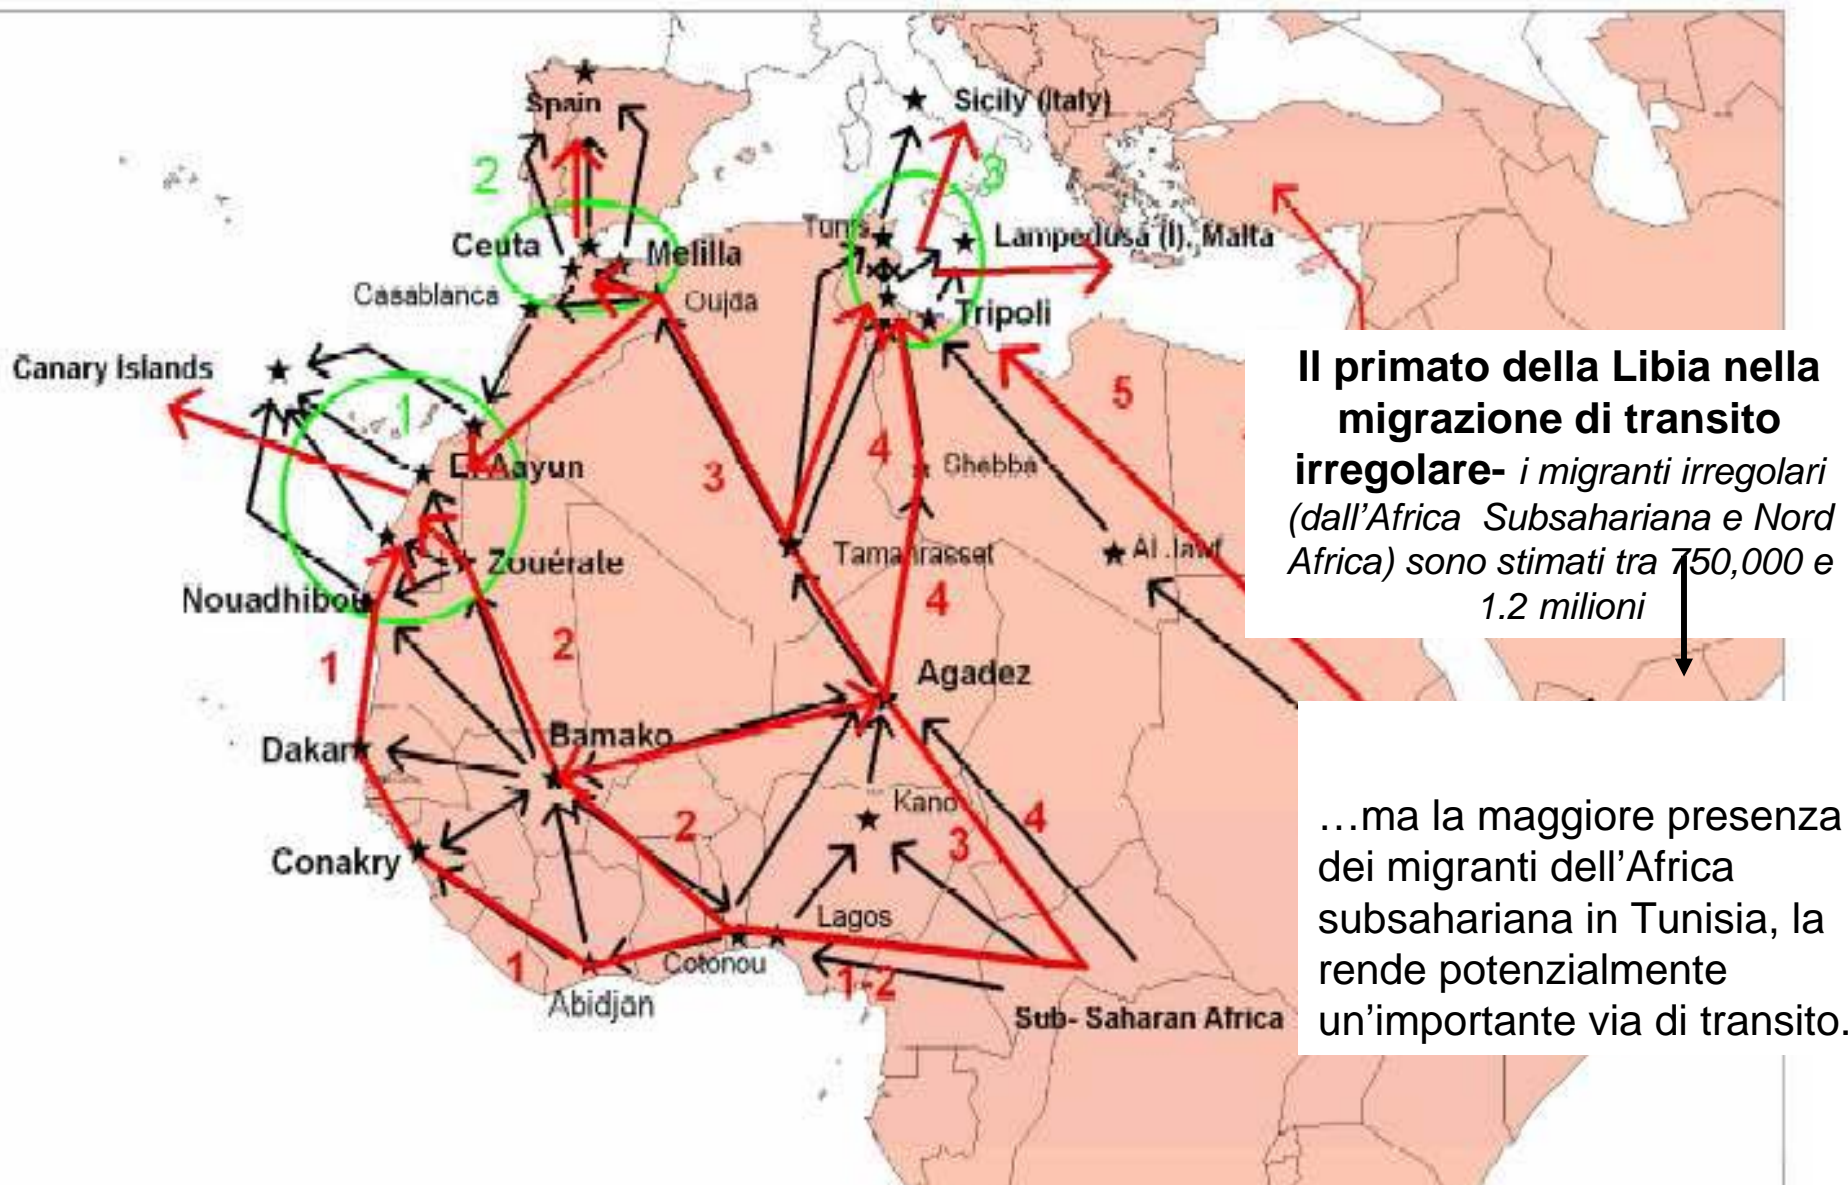 Spain
Sicily (Italy)
2
3
Ceuta
Melilla
Tunis
Lampedusa (I). Malta
Casablanca
Oujda
Tripoli
Canary Islands
1
5
El Aayun
3
4
Shebba
Zouérate
Tamanrasset
Al Jawf
Nouadhibou
4
1
2
Agadez
Dakar
Bamako
Kano
2
3
4
Conakry
Lagos
1
Cotonou
1-2
Abidjan
Sub- Saharan Africa
Il primato della Libia nella
migrazione di transito
irregolare- i migranti irregolari
(dall’Africa Subsahariana e Nord
Africa) sono stimati tra 750,000 e
1.2 milioni
…ma la maggiore presenza
dei migranti dell’Africa
subsahariana in Tunisia, la
rende potenzialmente
un’importante via di transito.